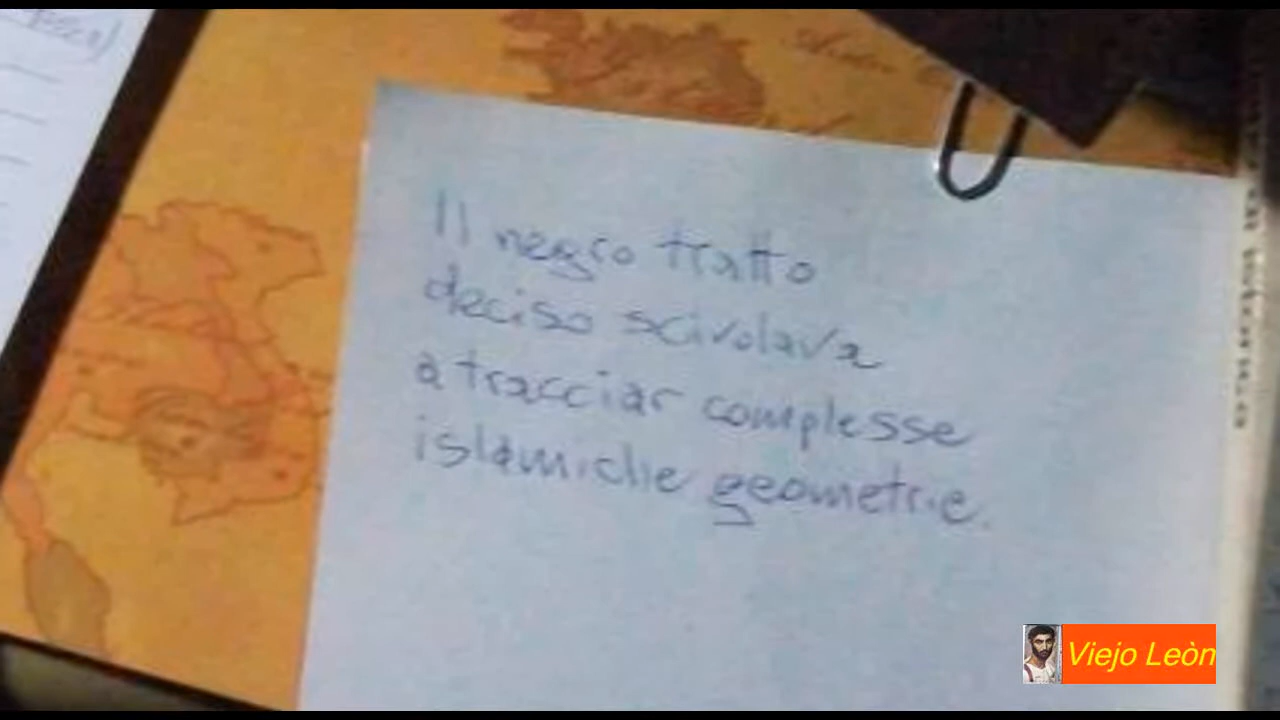 Il negro tratto
deciso scivolava
a tracciar complesse
islamiche geometrie.
Viejo Leòn